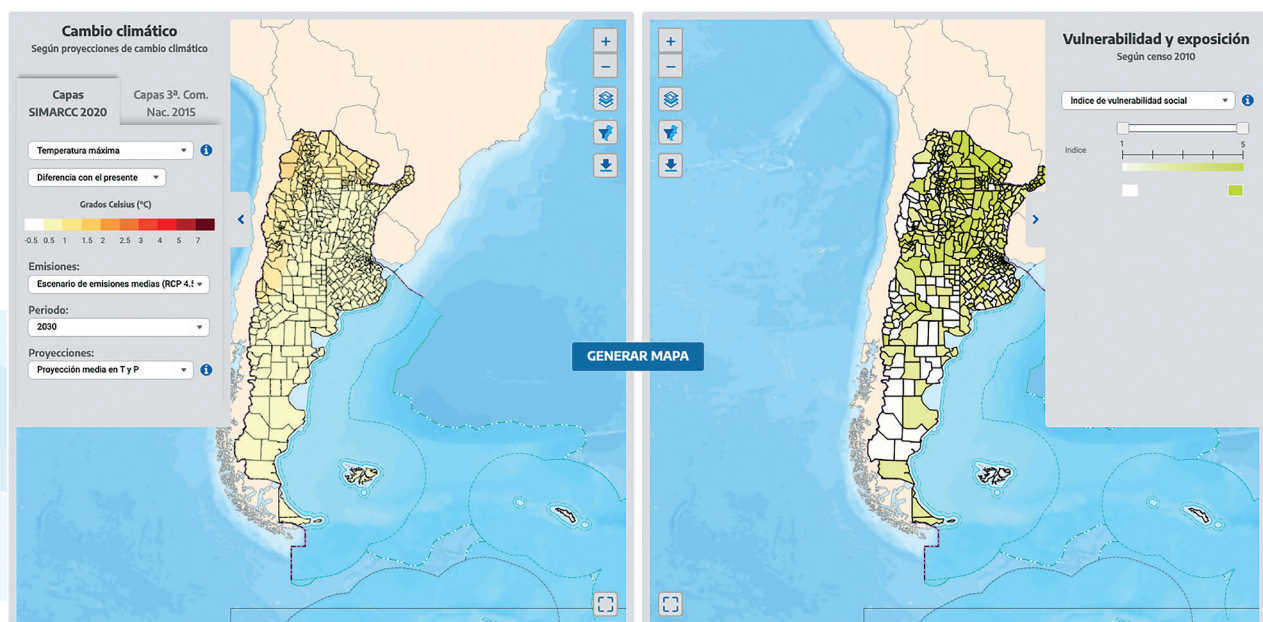 Cambio climático
Según proyecciones de cambio climático
Capas
SIMARCC 2020
Capas 3ª. Com.
Nac. 2015
Temperatura máxima
Diferencia con el presente
Grados Celsius (°C)
-0.5 0.5 1 1.5 2 2.5 3 4 5 7
Emisiones:
Escenario de emisiones medias (RCP 4.5
Periodo:
2030
Proyecciones:
Proyección media en T y P
GENERAR MAPA
Vulnerabilidad y exposición
Según censo 2010
Indice de vulnerabilidad social
Indice
1 5